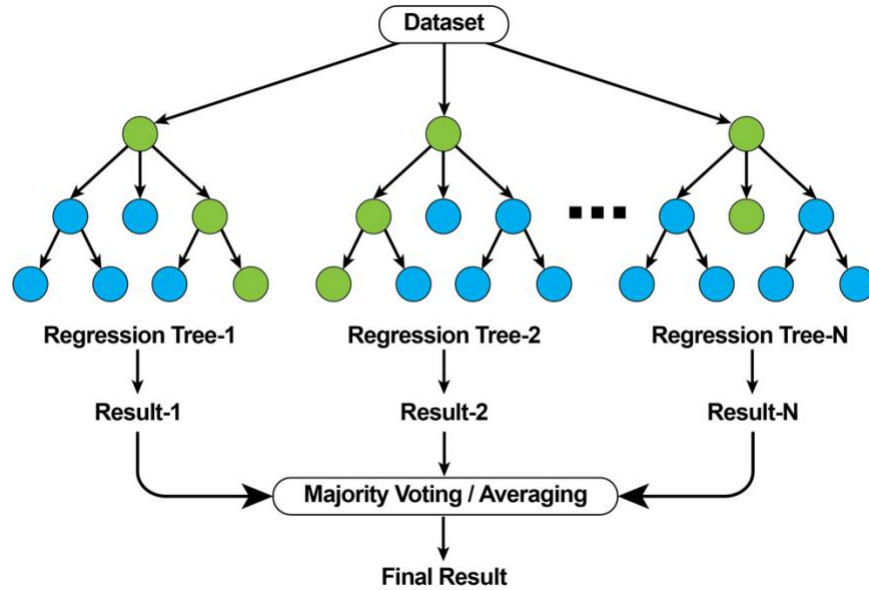 Dataset
Regression Tree-1
Regression Tree-2
Regression Tree-N
Result-1
Result-2
Result-N
Majority Voting / Averaging
Final Result